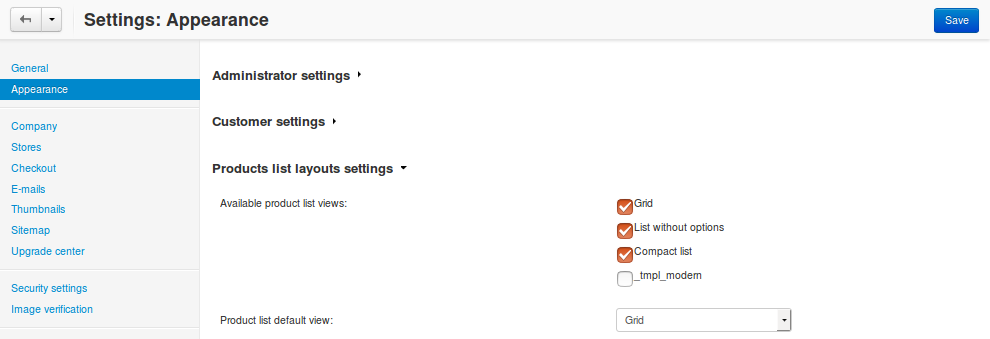 Settings: Appearance
Save
General
Appearance
Company
Stores
Checkout
E-mails
Thumbnails
Sitemap
Upgrade center
Security settings
Image verification
Administrator settings
Customer settings
Products list layouts settings
Available product list views:
Grid
List without options
Compact list
_tmpl_modern
Product list default view:
Grid